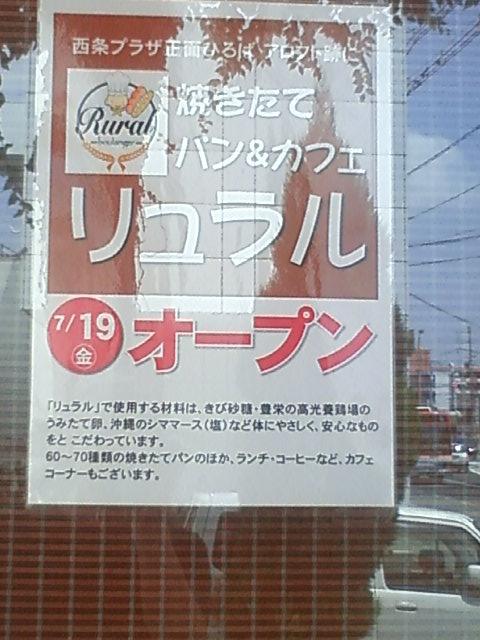 西条プラザ正面ひろば アロフト跡に
Rural
boulanger
焼きたて
パン&カフェ
リュラル
7/19
金
オープン
「リュラル」で使用する材料は、きび砂糖・豊栄の高光養鶏場の
うみたて卵、沖縄のシママース(塩)など体にやさしく、安心なもの
をと こだわっています。
60〜70種類の焼きたてパンのほか、ランチ・コーヒーなど、カフェ
コーナーもございます。